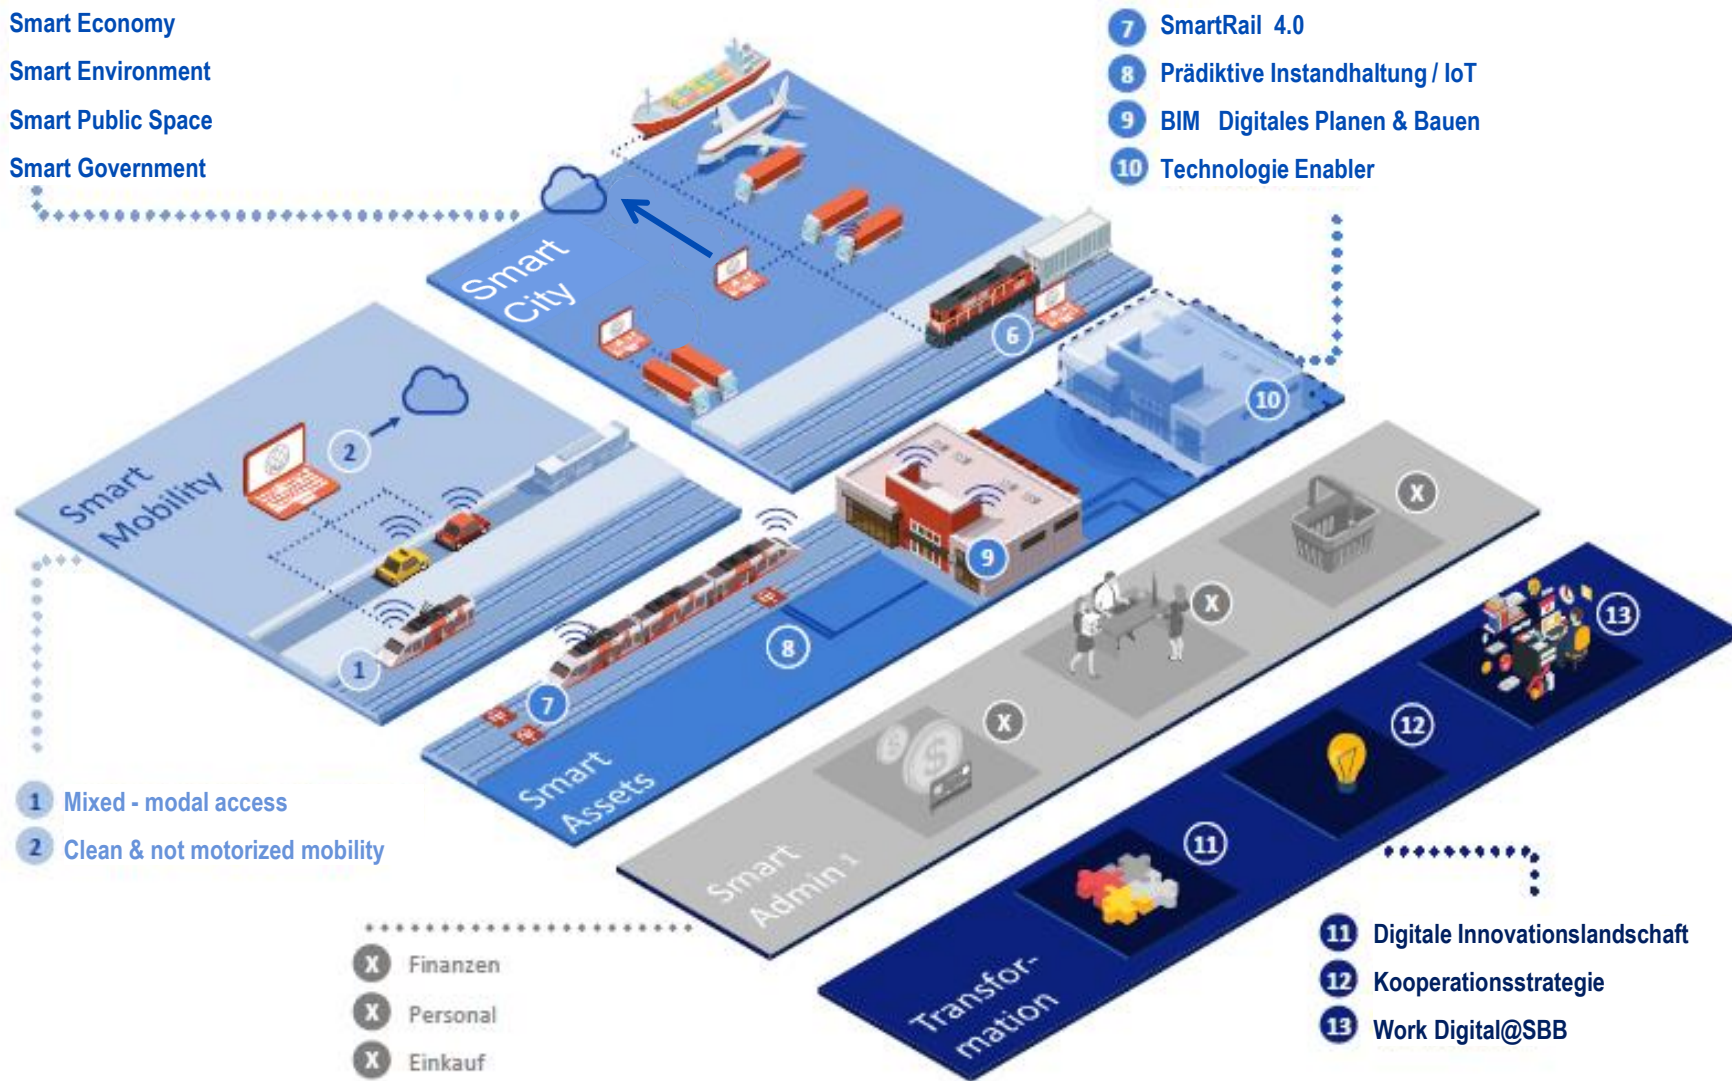 Smart Economy
Smart Environment
Smart Public Space
Smart Government
7 SmartRail 4.0
8 Prädiktive Instandhaltung / IoT
9 BIM Digitales Planen & Bauen
10 Technologie Enabler
Smart
City
6
10
2
Smart
Mobility
X
9
1
8
X
13
7
X
12
Smart
Assets
11
Smart
Admin 1
Transfor-
mation
1 Mixed - modal access
2 Clean & not motorized mobility
X Finanzen
X Personal
X Einkauf
11 Digitale Innovationslandschaft
12 Kooperationsstrategie
13 Work Digital@SBB